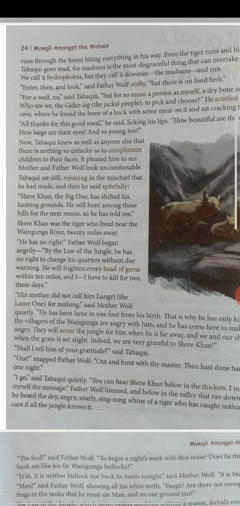 24 | Mowgli Amongst the Wolves
runs through the forest biting everything in his way. Even the tiger runs and hi
Tabaqui goes mad, for madness is the most disgraceful thing that can overtake
We call it hydrophobia, but they call it dewanee—the madness—and run.
"Enter, then, and look," said Father Wolf stiffly, "but there is no food here."
"For a wolf, no," said Tabaqui, "but for so mean a person as myself, a dry bone is
Who are we, the Gidur-log (the jackal people), to pick and choose?" He scuttled
cave, where he found the bone of a buck with some meat on it and sat cracking
"All thanks for this good meal," he said, licking his lips. "How beautiful are th
How large are their eyes! And so young too!"
Now, Tabaqui knew as well as anyone else that
there is nothing so unlucky as to compliment
children to their faces. It pleased him to see
Mother and Father Wolf look uncomfortable.
Tabaqui sat still, rejoicing in the mischief that
he had made, and then he said spitefully:
"Shere Khan, the Big One, has shifted his
hunting grounds. He will hunt among these
hills for the next moon, so he has told me."
Shere Khan was the tiger who lived near the
Waingunga River, twenty miles away.
"He has no right!" Father Wolf began
angrily—"By the Law of the Jungle, he has
no right to change his quarters without due
warning. He will frighten every head of game
within ten miles, and I—I have to kill for two,
these days."
"His mother did not call him Lungri (the
Lame One) for nothing," said Mother Wolf
quietly. "He has been lame in one foot from his birth. That is why he has only k
the villagers of the Waingunga are angry with him, and he has come here to mak
angry. They will scour the jungle for him when he is far away, and we and our c
when the grass is set alight. Indeed, we are very grateful to Shere Khan!"
"Shall I tell him of your gratitude?" said Tabaqui.
"Out!" snapped Father Wolf. "Out and hunt with thy master. Thou hast done ha
one night."
"I go," said Tabaqui quietly. "You can hear Shere Khan below in the thickets. I m
myself the message." Father Wolf listened, and below in the valley that ran down
he heard the dry, angry, snarly, sing-song whine of a tiger who has caught nothin
care if all the jungle knows it.
Mowgli Amongst th
"The fool!" said Father Wolf. "To begin a night's work with that noise! Does he thi
buck are like his fat Waingunga bullocks?"
"H'sh. It is neither bullock nor buck he hunts tonight," said Mother Wolf. "It is Ma
"Man!" said Father Wolf, showing all his white teeth. "Faugh! Are there not enoug
frogs in the tanks that he must eat Man, and on our ground too!"